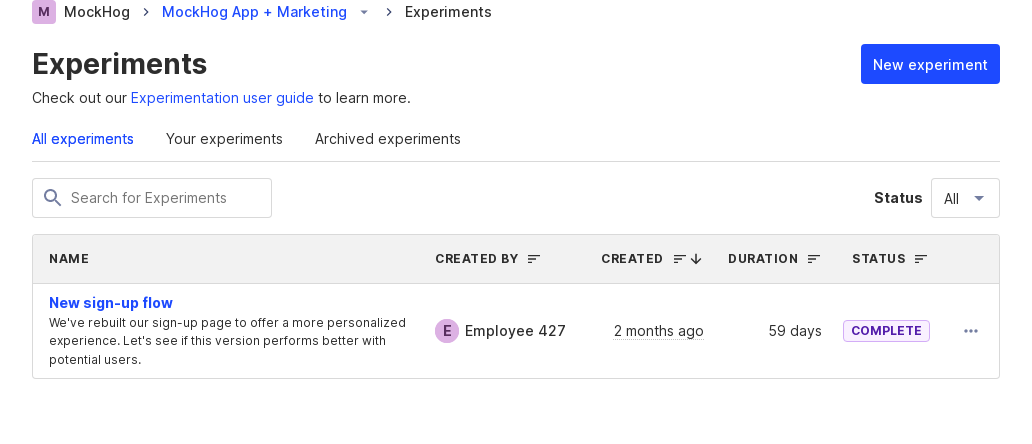 M MockHog MockHog App + Marketing Experiments
Experiments
New experiment
Check out our Experimentation user guide to learn more.
All experiments Your experiments Archived experiments
Search for Experiments
Status All
NAME CREATED BY CREATED DURATION STATUS
New sign-up flow
We've rebuilt our sign-up page to offer a more personalized
experience. Let's see if this version performs better with
potential users.
E Employee 427 2 months ago 59 days COMPLETE